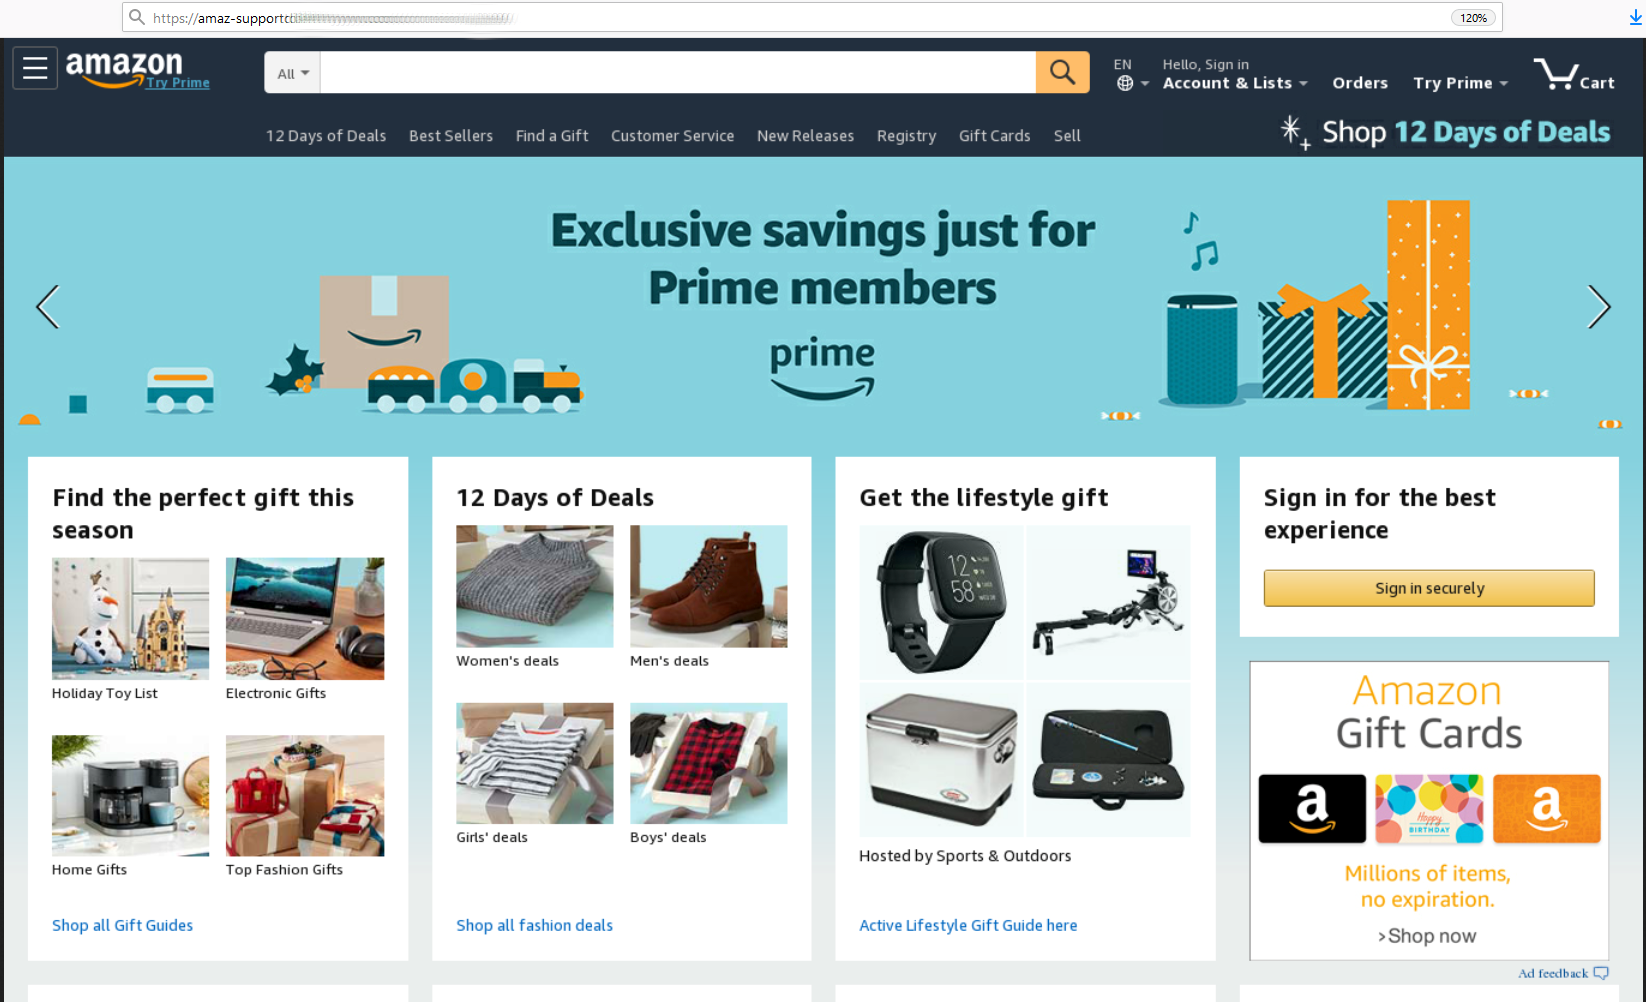 https://amaz-support
120%
amazon
Try Prime
All
EN
Hello, Sign in
Account & Lists
Orders
Try Prime
Cart
12 Days of Deals Best Sellers Find a Gift Customer Service New Releases Registry Gift Cards Sell
Shop 12 Days of Deals
Exclusive savings just for
Prime members
prime
Find the perfect gift this
season
Holiday Toy List
Electronic Gifts
Home Gifts
Top Fashion Gifts
Shop all Gift Guides
12 Days of Deals
Women's deals
Men's deals
Girls' deals
Boys' deals
Shop all fashion deals
Get the lifestyle gift
12
58
Hosted by Sports & Outdoors
Active Lifestyle Gift Guide here
Sign in for the best
experience
Sign in securely
Amazon
Gift Cards
a
Happy
BIRTHDAY
a
Millions of items,
no expiration.
>Shop now
Ad feedback